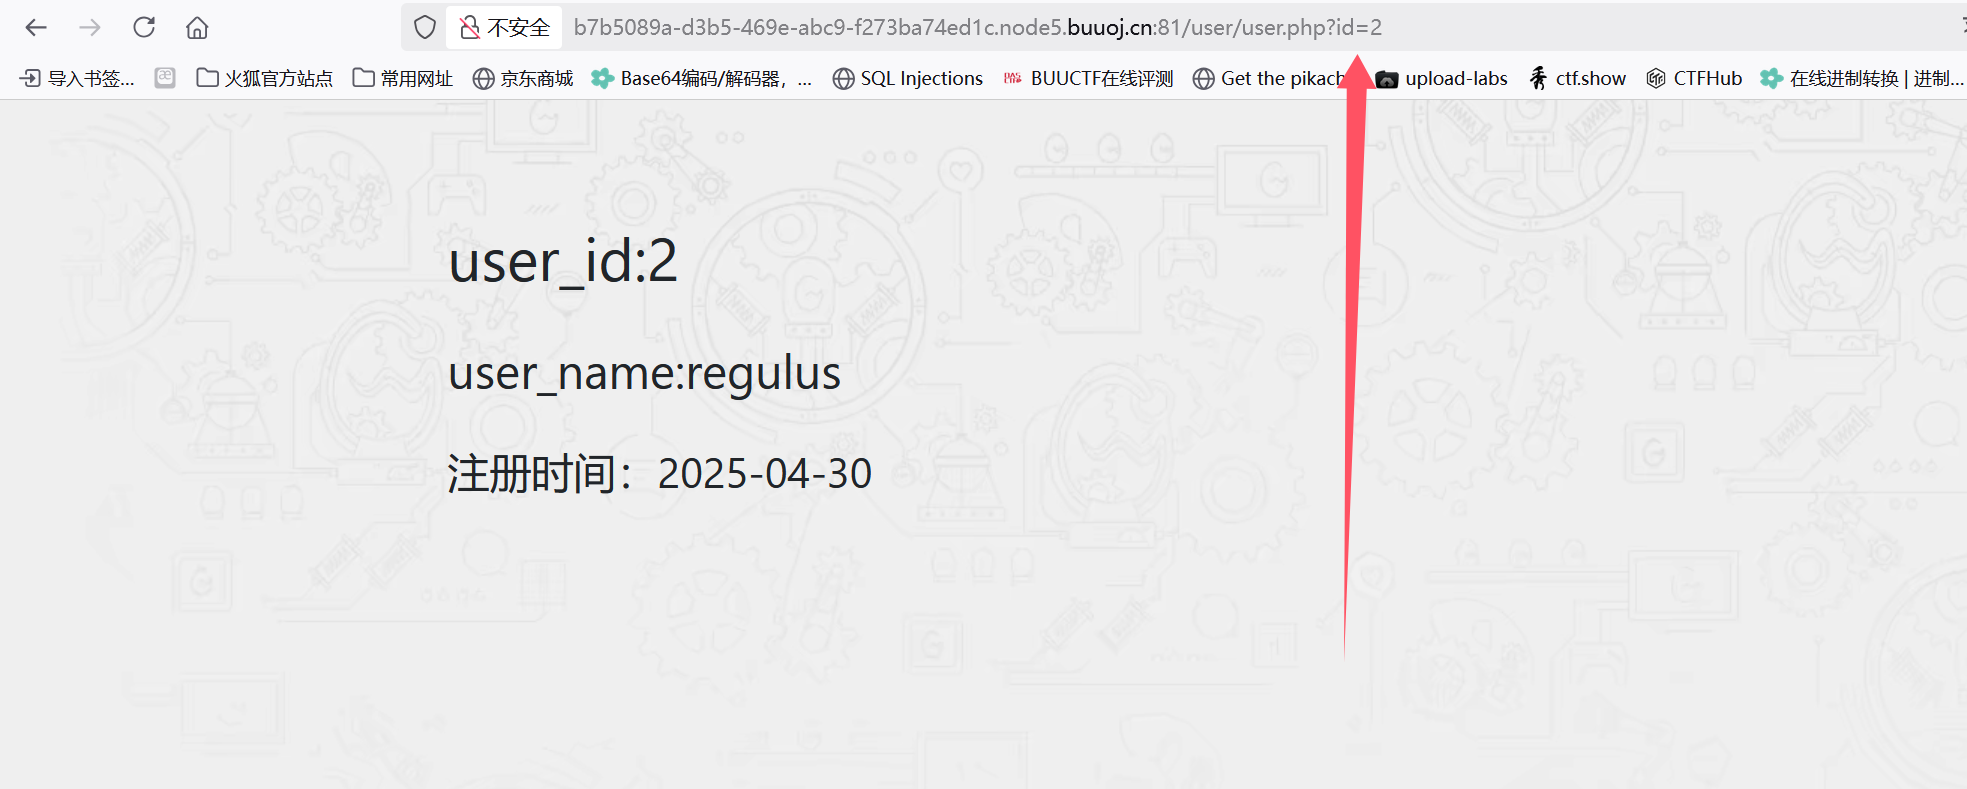 不安全 b7b5089a-d3b5-469e-abc9-f273ba74ed1c.node5.buuoj.cn:81/user/user.php?id=2
导入书签... 火狐官方站点 常用网址 京东商城 Base64编码/解码器，... SQL Injections BUUCTF在线评测 Get the pikach upload-labs ctf.show CTFHub 在线进制转换 | 进制...
user_id:2
user_name:regulus
注册时间：2025-04-30